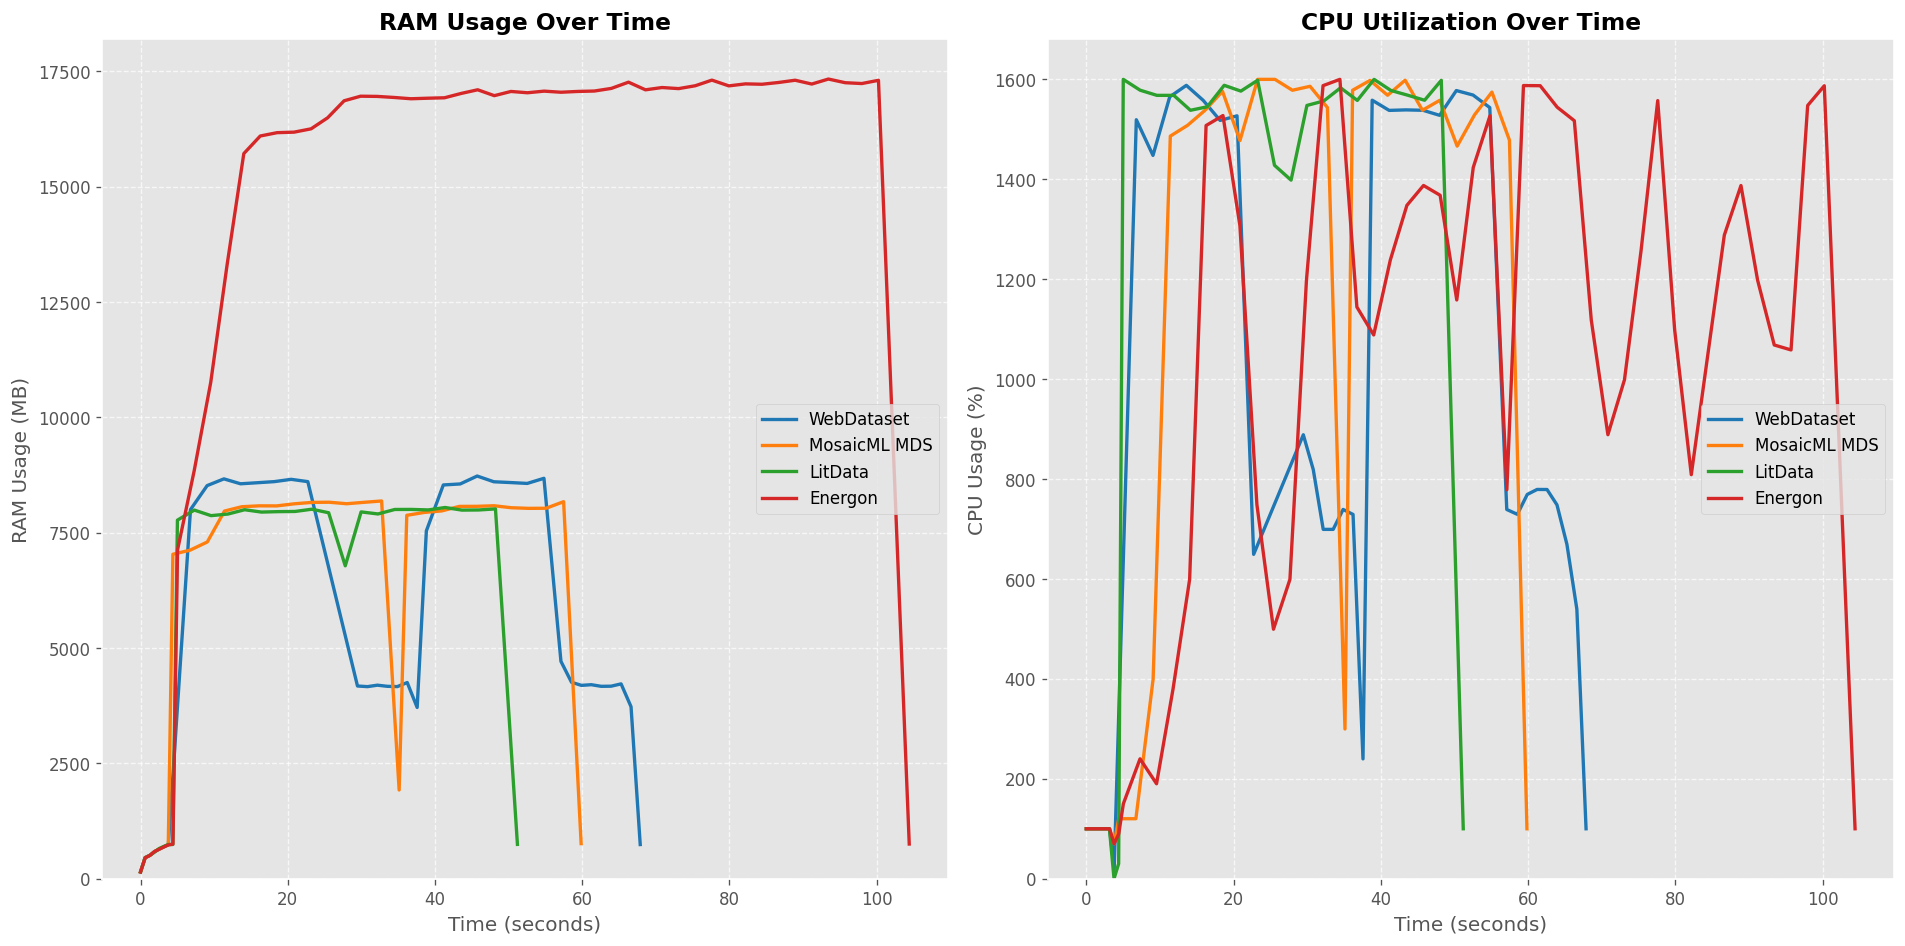 RAM Usage Over Time
RAM Usage (MB)
17500
15000
12500
10000
7500
5000
2500
0
0 20 40 60 80 100
Time (seconds)
WebDataset
MosaicML MDS
LitData
Energon
CPU Utilization Over Time
CPU Usage (%)
1600
1400
1200
1000
800
600
400
200
0
0 20 40 60 80 100
Time (seconds)
WebDataset
MosaicML MDS
LitData
Energon